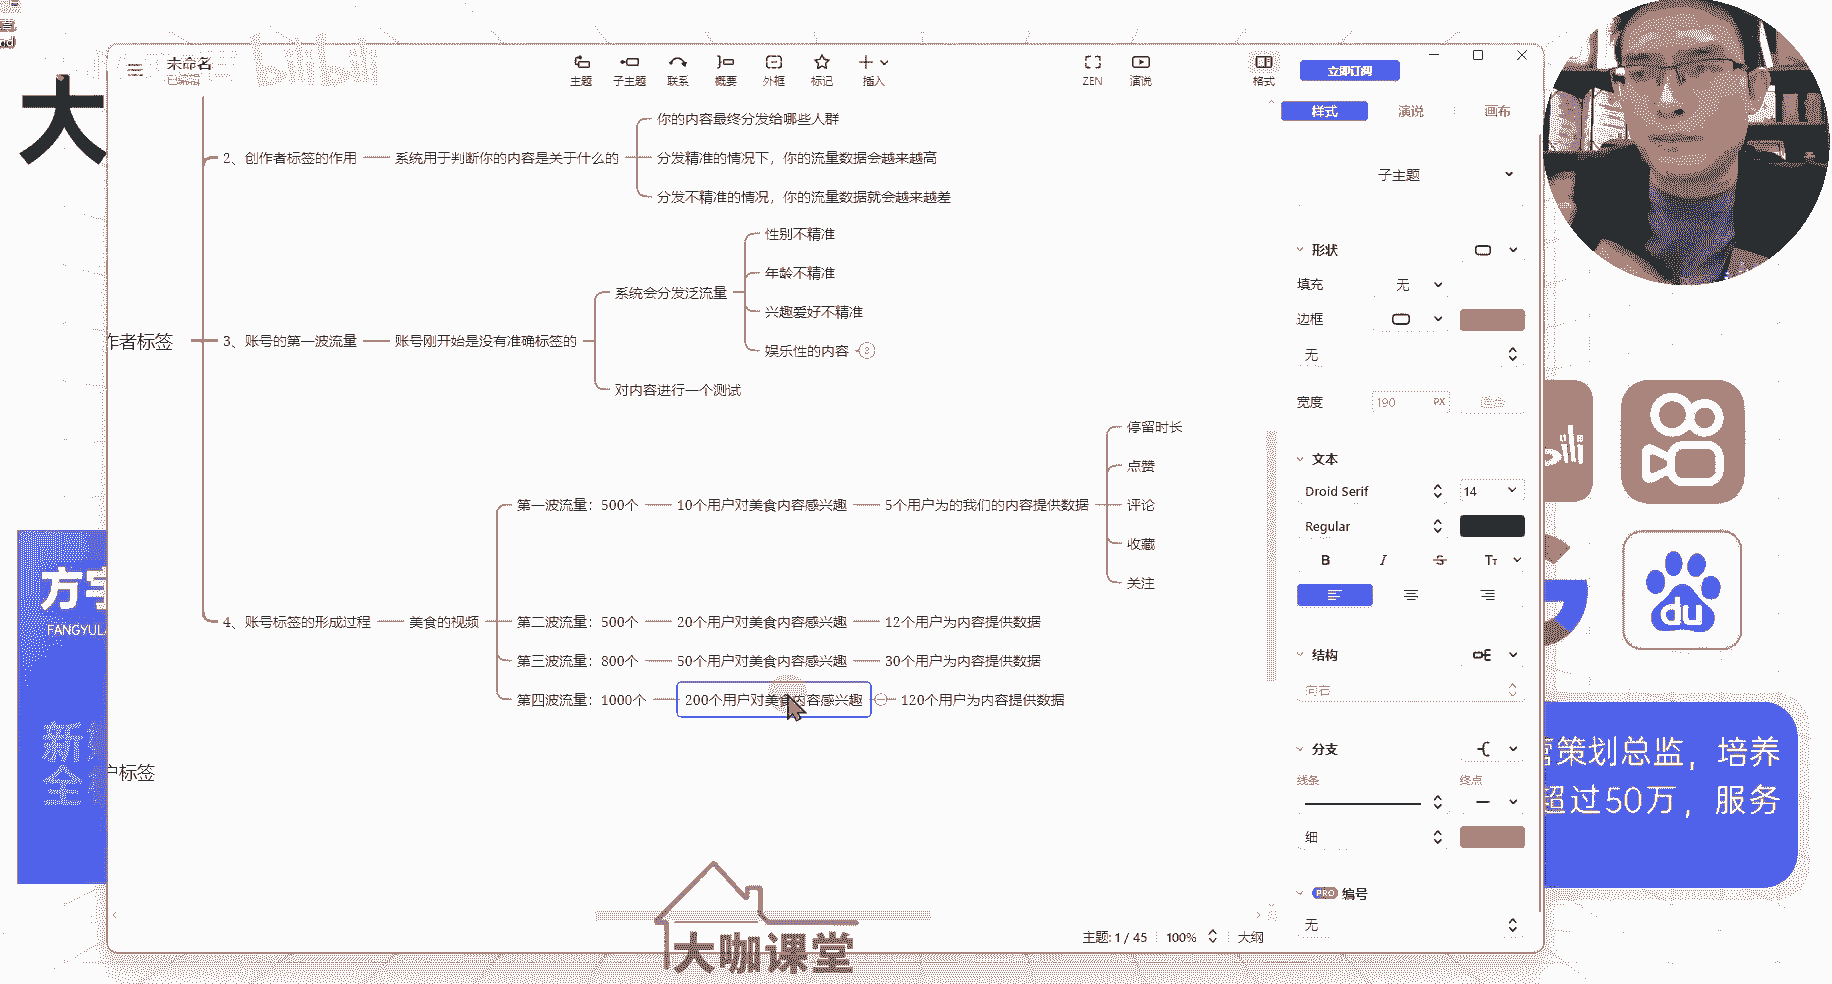 大
bilibili
未命名
已编辑
主题
子主题
联系
概要
外框
标记
插入
ZEN
演说
格式
立即订阅
样式
演说
画布
2、创作者标签的作用
系统用于判断你的内容是关于什么的
你的内容最终分发给哪些人群
分发精准的情况下，你的流量数据会越来越高
分发不精准的情况，你的流量数据就会越来越差
作者标签
3、账号的第一波流量
账号刚开始是没有准确标签的
系统会分发泛流量
性别不精准
年龄不精准
兴趣爱好不精准
娱乐性的内容
对内容进行一个测试
4、账号标签的形成过程
美食的视频
第一波流量：500个
10个用户对美食内容感兴趣
5个用户为的我们的内容提供数据
停留时长
点赞
评论
收藏
关注
第二波流量：500个
20个用户对美食内容感兴趣
12个用户为内容提供数据
第三波流量：800个
50个用户对美食内容感兴趣
30个用户为内容提供数据
第四波流量：1000个
200个用户对美食内容感兴趣
120个用户为内容提供数据
户标签
子主题
形状
填充
无
边框
无
宽度
190
PX
文本
Droid Serif
14
Regular
B
I
S
Tт
结构
向右
分支
线条
终点
细
PRO 编号
无
主题: 1 / 45
100%
大纲
大咖课堂
方
FANGYUL
新
全
bili
du
营策划总监，培养
超过50万，服务